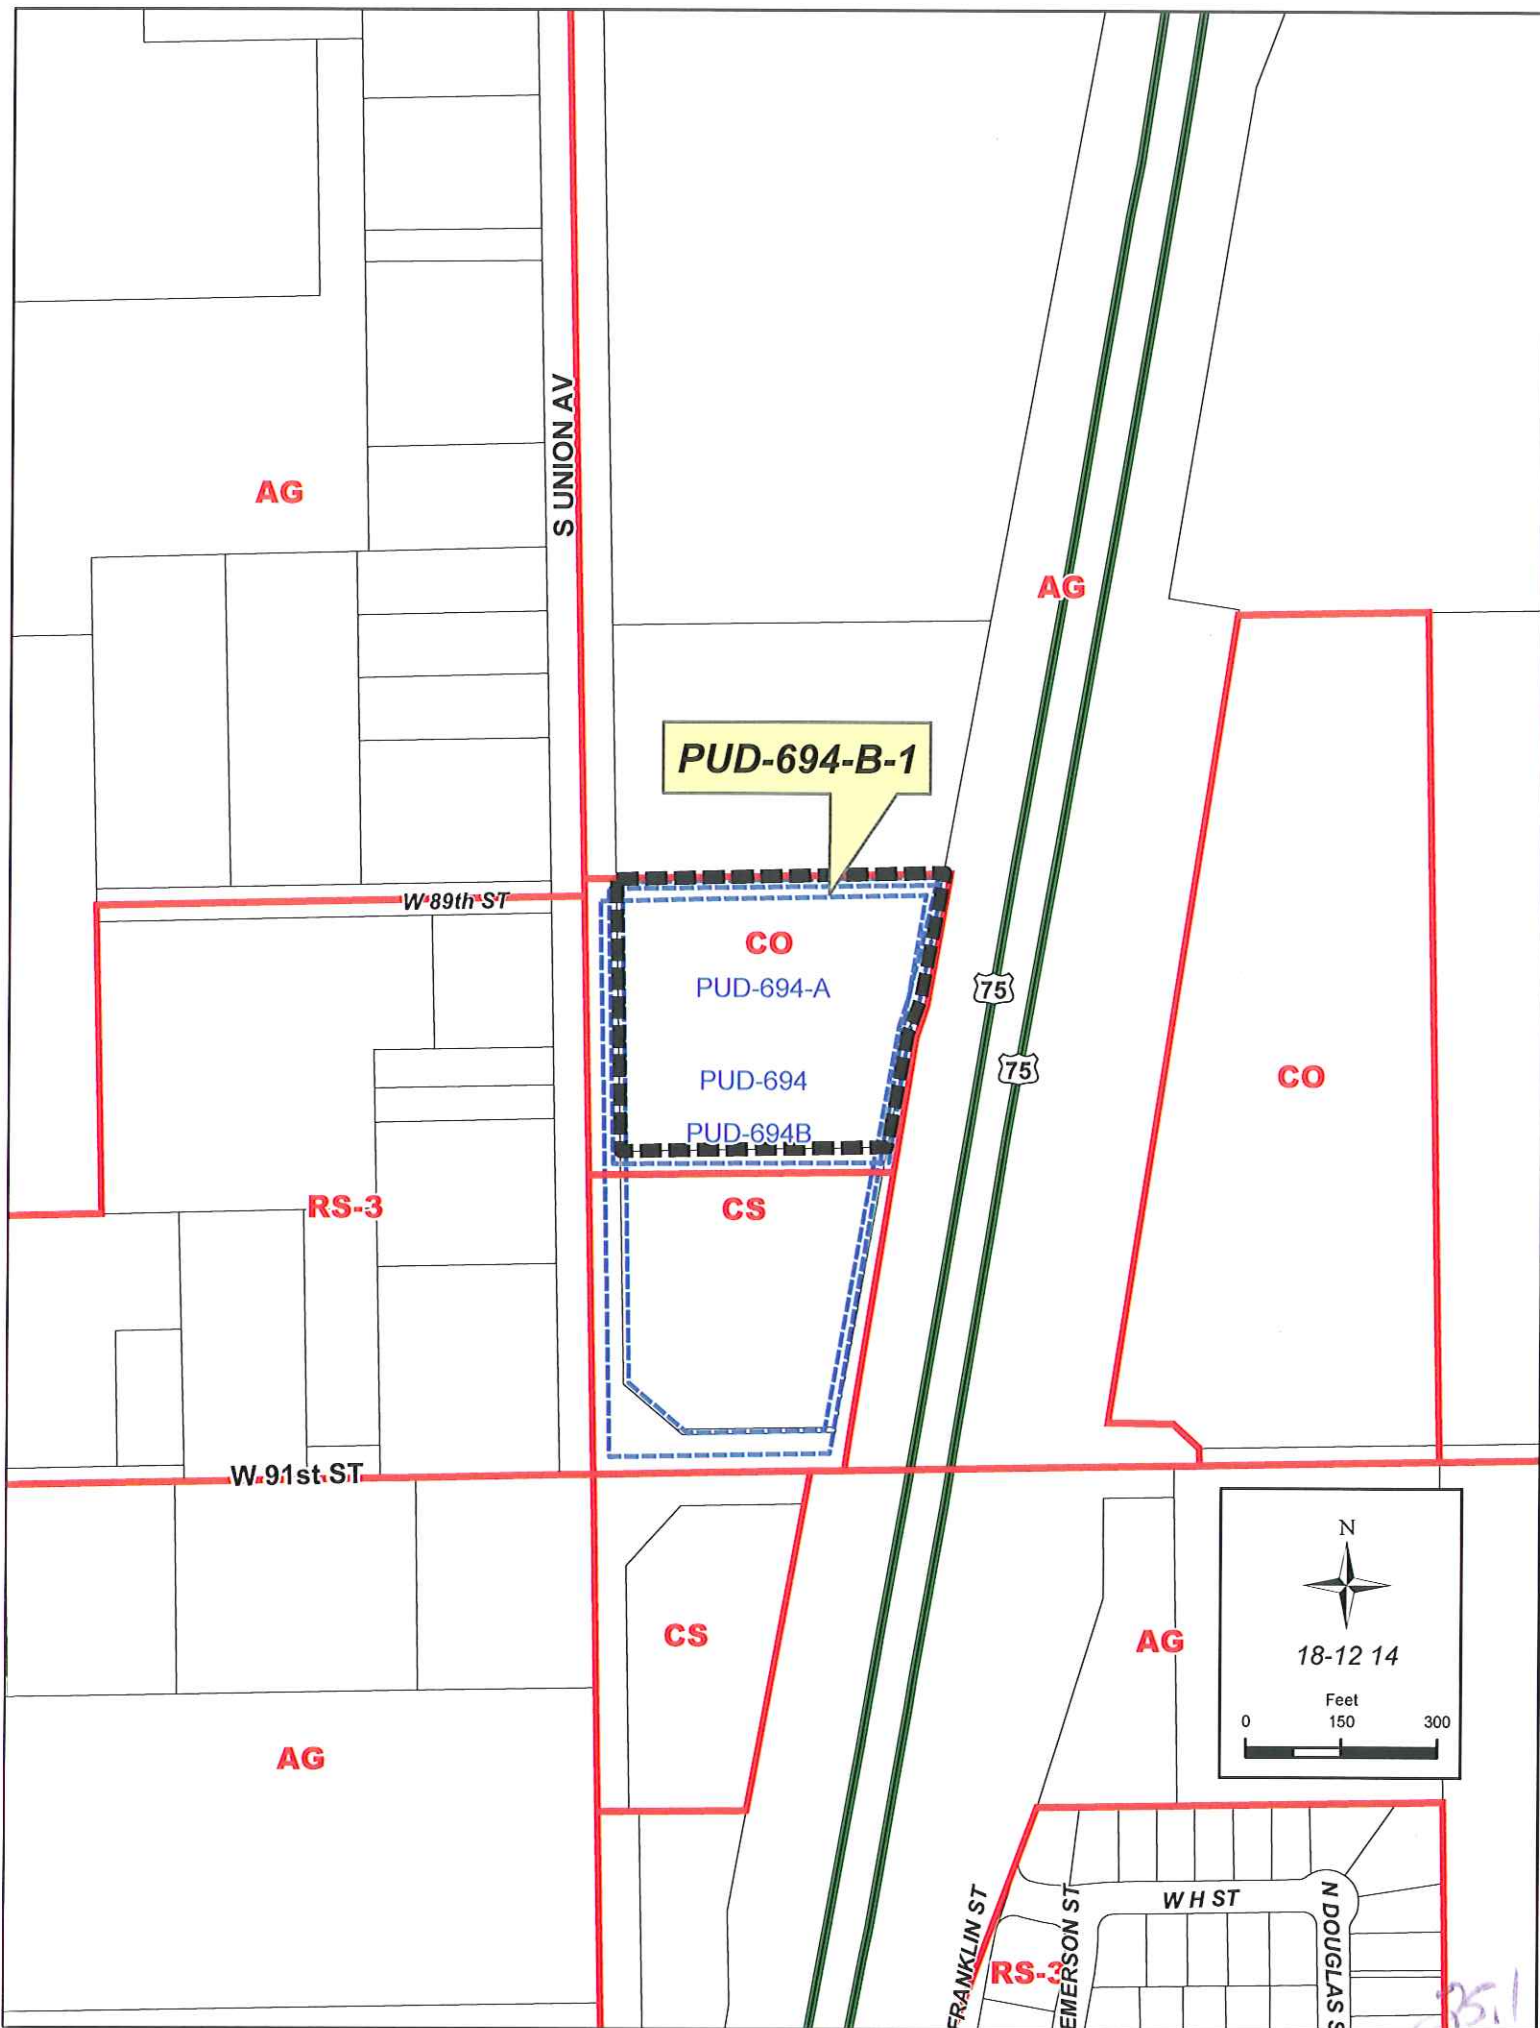 S UNION AV
AG
AG
PUD-694-B-1
W 89th ST
CO
PUD-694-A
75
75
CO
PUD-694
PUD-694B
RS-3
CS
W 91st ST
N
CS
AG
18-12 14
Feet
0 150 300
AG
FRANKLIN ST
EMERSON ST
W H ST
N DOUGLAS S
RS-3